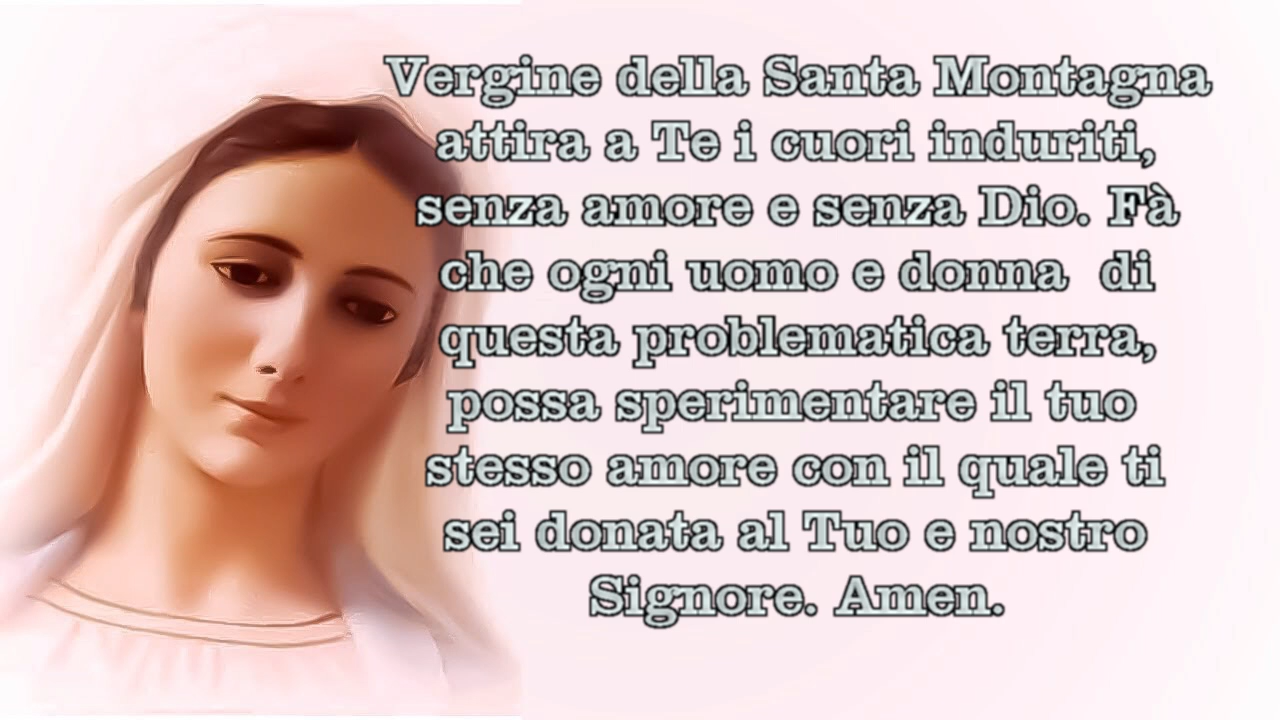 Vergine della Santa Montagna
attira a Te i cuori induriti,
senza amore e senza Dio. Fà
che ogni uomo e donna  di
questa problematica terra,
possa sperimentare il tuo
stesso amore con il quale ti
sei donata al Tuo e nostro
Signore. Amen.